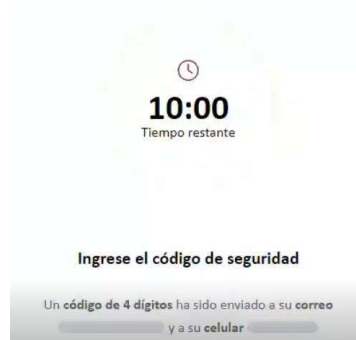 10:00
Tiempo restante
Ingrese el código de seguridad
Un código de 4 dígitos ha sido enviado a su correo
y a su celular